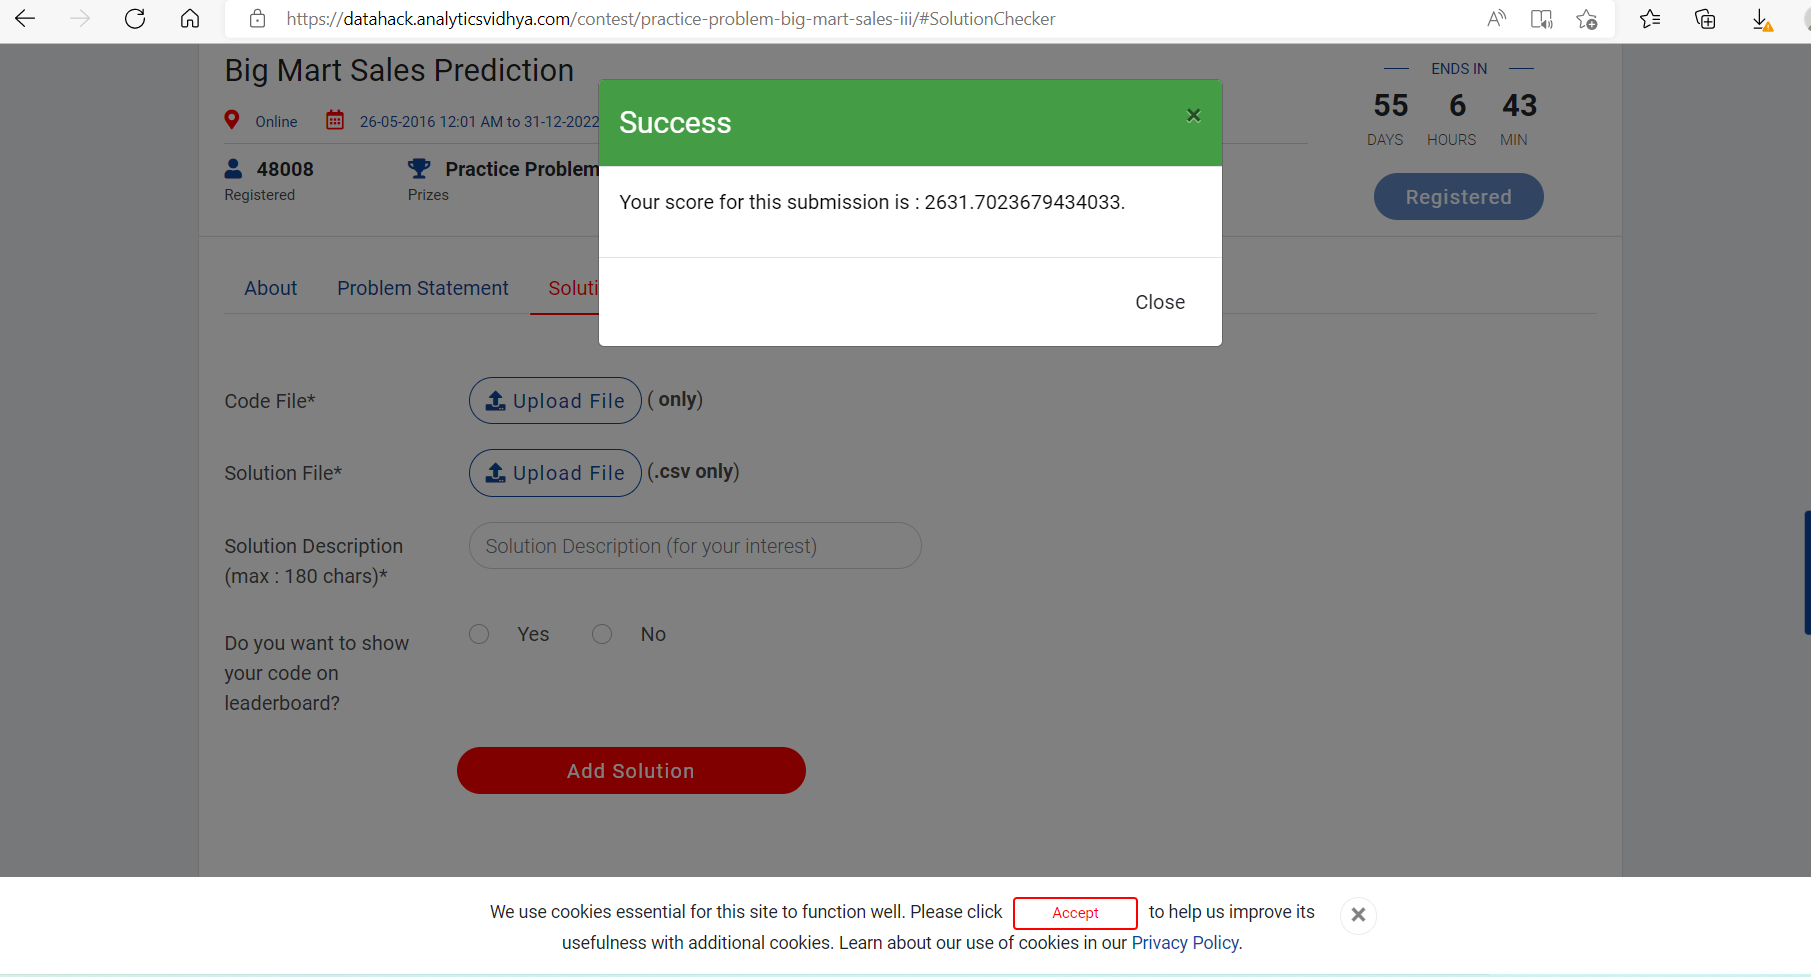 https://datahack.analyticsvidhya.com/contest/practice-problem-big-mart-sales-iii/#SolutionChecker
Big Mart Sales Prediction
Online 26-05-2016 12:01 AM to 31-12-2022
48008
Registered
Practice Problem
Prizes
ENDS IN
55 6 43
DAYS HOURS MIN
Registered
Success ×
Your score for this submission is : 2631.7023679434033.
Close
About Problem Statement Soluti
Code File* Upload File ( only)
Solution File* Upload File (.csv only)
Solution Description
(max : 180 chars)*
Solution Description (for your interest)
Do you want to show
your code on
leaderboard?
Yes No
Add Solution
We use cookies essential for this site to function well. Please click Accept to help us improve its
usefulness with additional cookies. Learn about our use of cookies in our Privacy Policy.